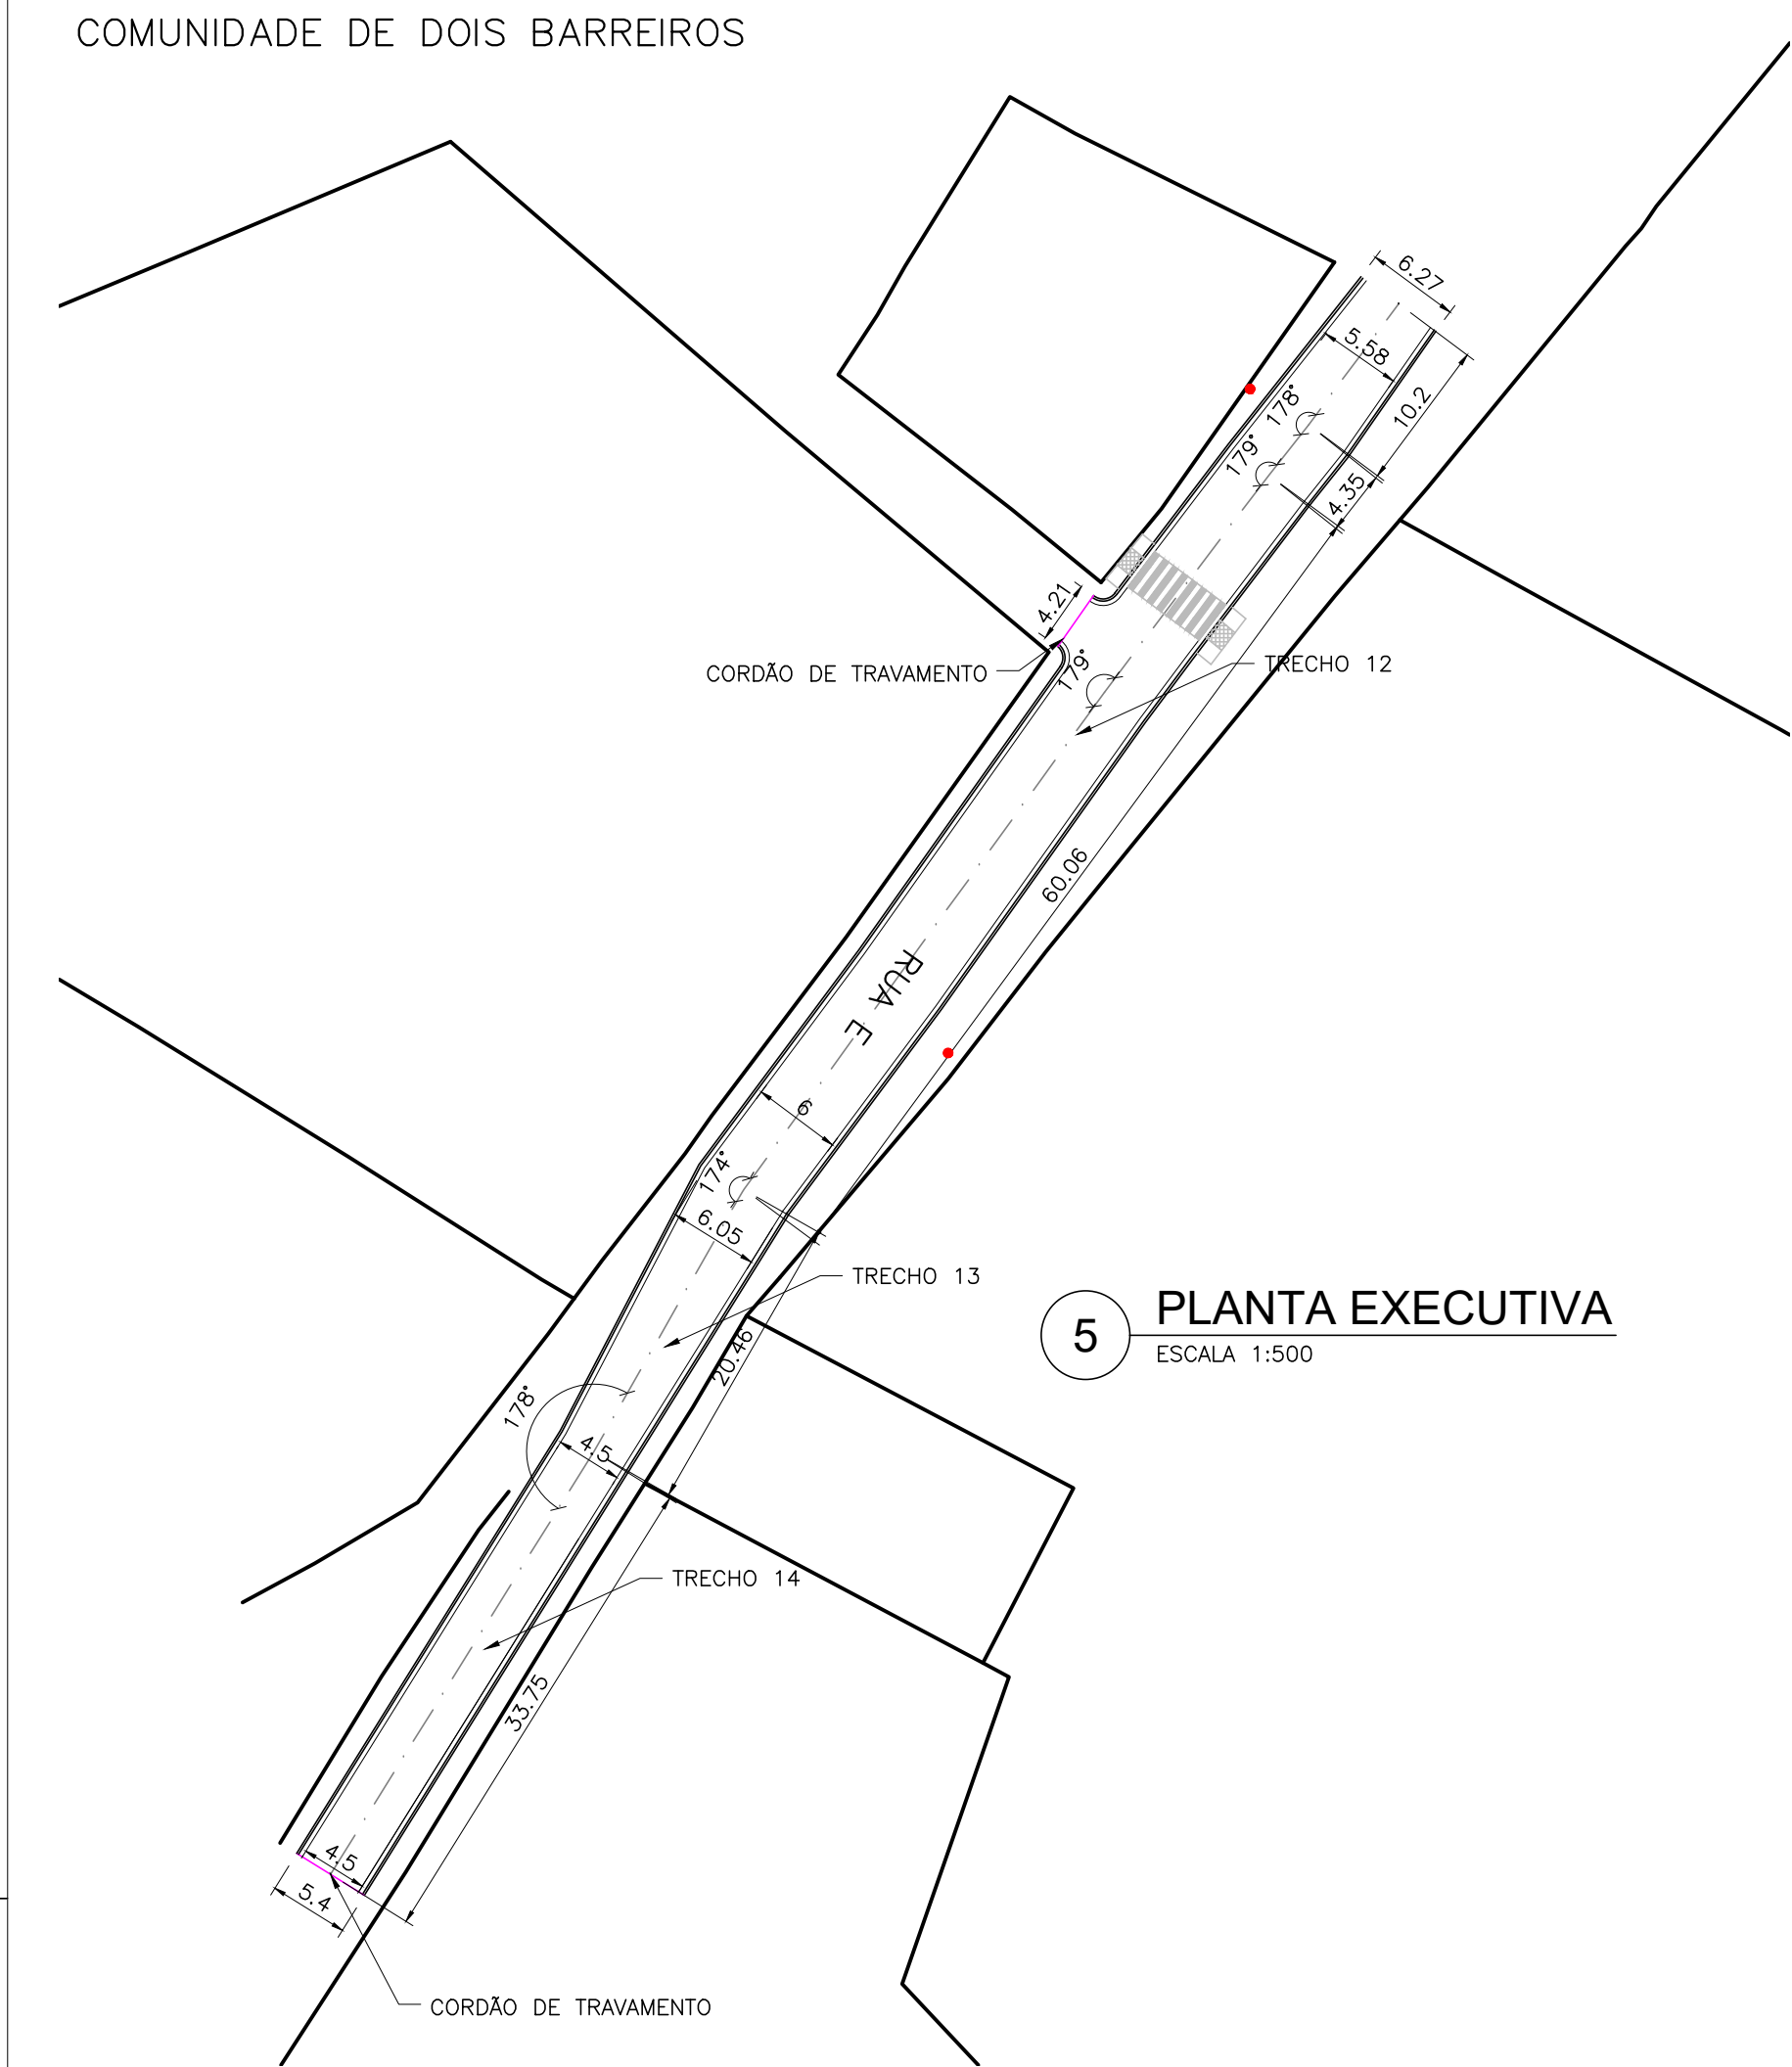 COMUNIDADE DE DOIS BARREIROS
6.27
5.58
10.2
178°
179°
4.35
4.21
CORDÃO DE TRAVAMENTO
179°
TRECHO 12
60.06
RUA E
6
174°
6.05
TRECHO 13
5
PLANTA EXECUTIVA
ESCALA 1:500
20.46
178°
4.5
TRECHO 14
33.75
4.5
5.4
CORDÃO DE TRAVAMENTO